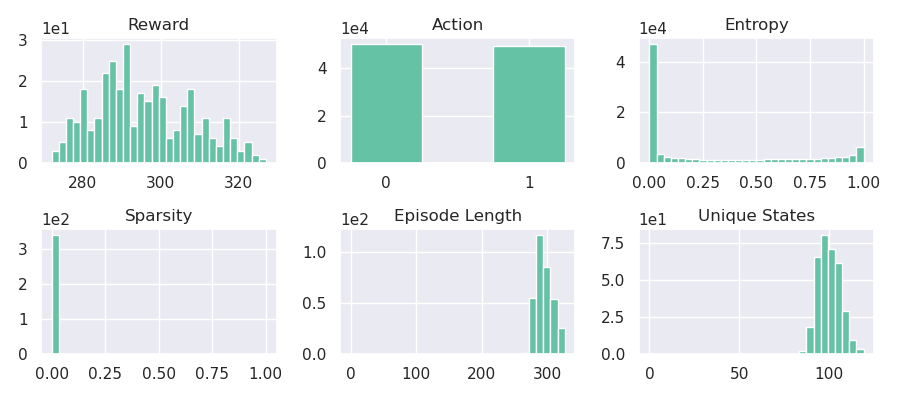 Reward
1e1
3
2
1
0
280 300 320
Action
1e4
4
2
0
0 1
Entropy
1e4
4
2
0
0.00 0.25 0.50 0.75 1.00
Sparsity
1e2
3
2
1
0
0.00 0.25 0.50 0.75 1.00
Episode Length
1e2
1.0
0.5
0.0
0 100 200 300
Unique States
1e1
7.5
5.0
2.5
0.0
0 50 100